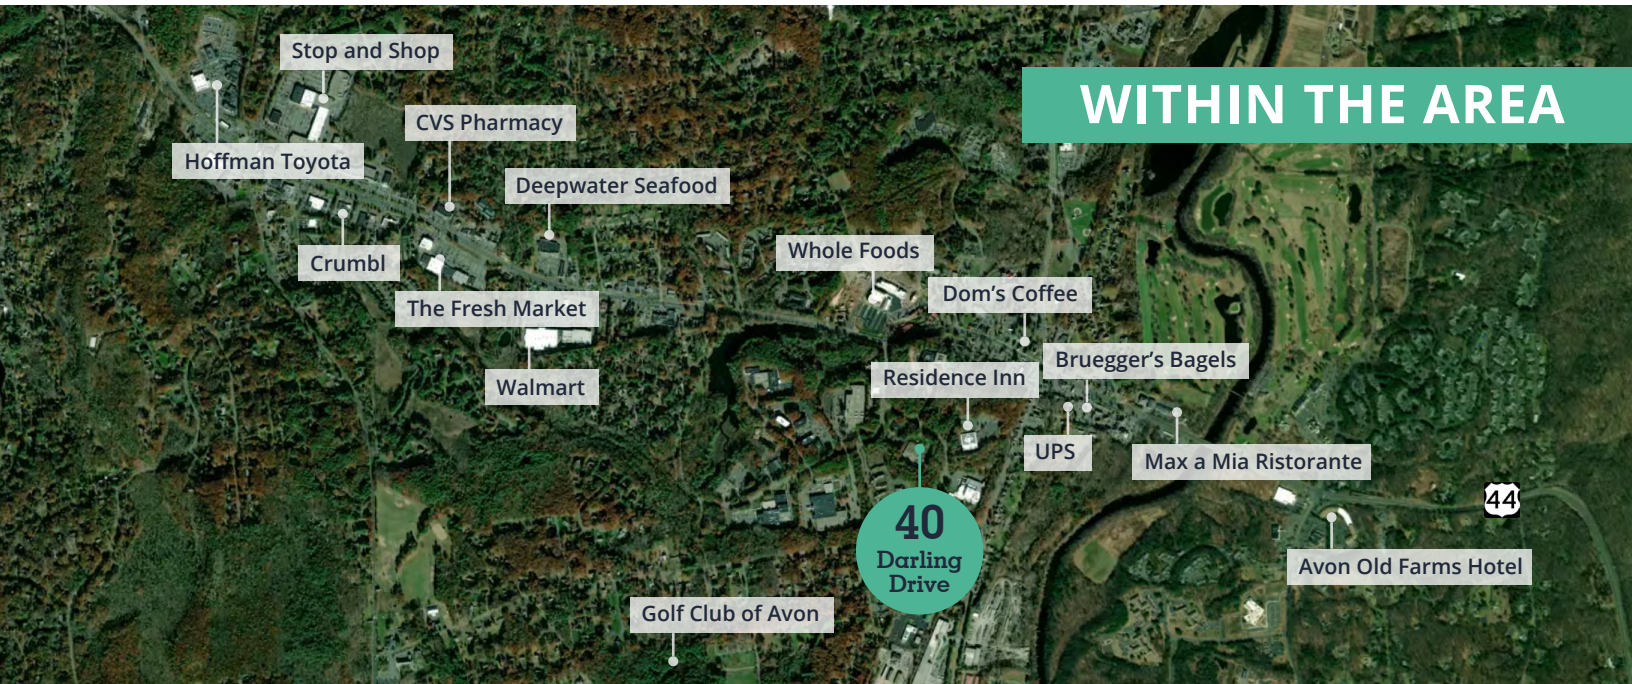 Stop and Shop
WITHIN THE AREA
CVS Pharmacy
Hoffman Toyota
Deepwater Seafood
Whole Foods
Crumbl
Dom's Coffee
The Fresh Market
Bruegger's Bagels
Residence Inn
Walmart
UPS
Max a Mia Ristorante
44
40
Darling
Drive
Avon Old Farms Hotel
Golf Club of Avon